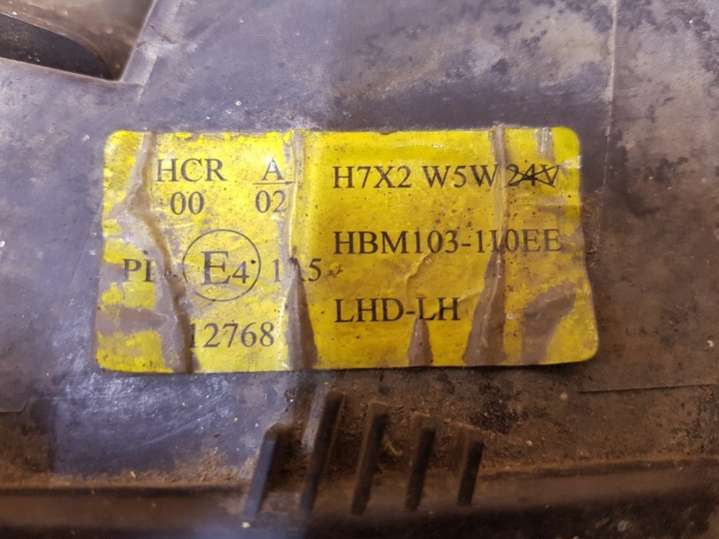 HCR A H7X2 W5W 24V
00 02
HBM103-110EE
E4
LHD-LH
12768